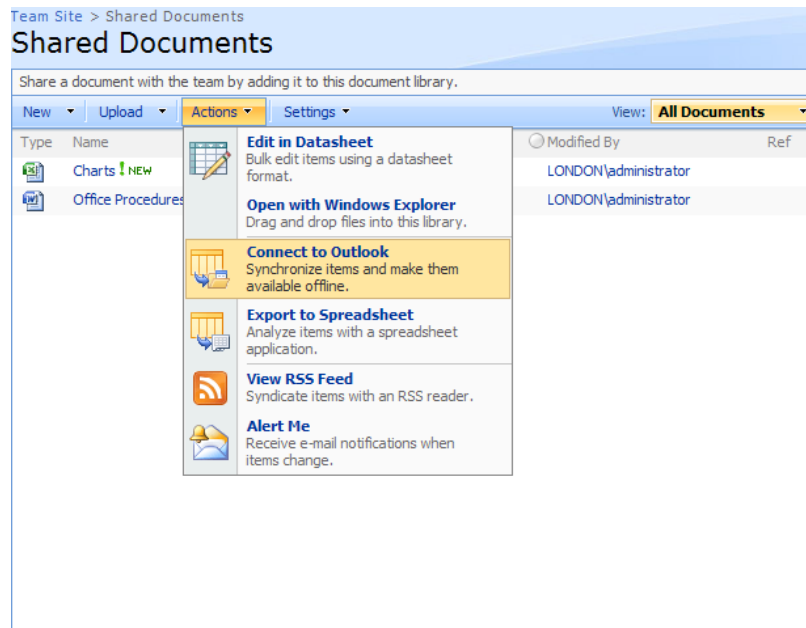 Team Site > Shared Documents
Shared Documents
Share a document with the team by adding it to this document library.
New Upload Actions Settings View: All Documents
Type Name Modified By Ref
Charts ! NEW LONDON\administrator
Office Procedures LONDON\administrator
Edit in Datasheet
Bulk edit items using a datasheet
format.
Open with Windows Explorer
Drag and drop files into this library.
Connect to Outlook
Synchronize items and make them
available offline.
Export to Spreadsheet
Analyze items with a spreadsheet
application.
View RSS Feed
Syndicate items with an RSS reader.
Alert Me
Receive e-mail notifications when
items change.